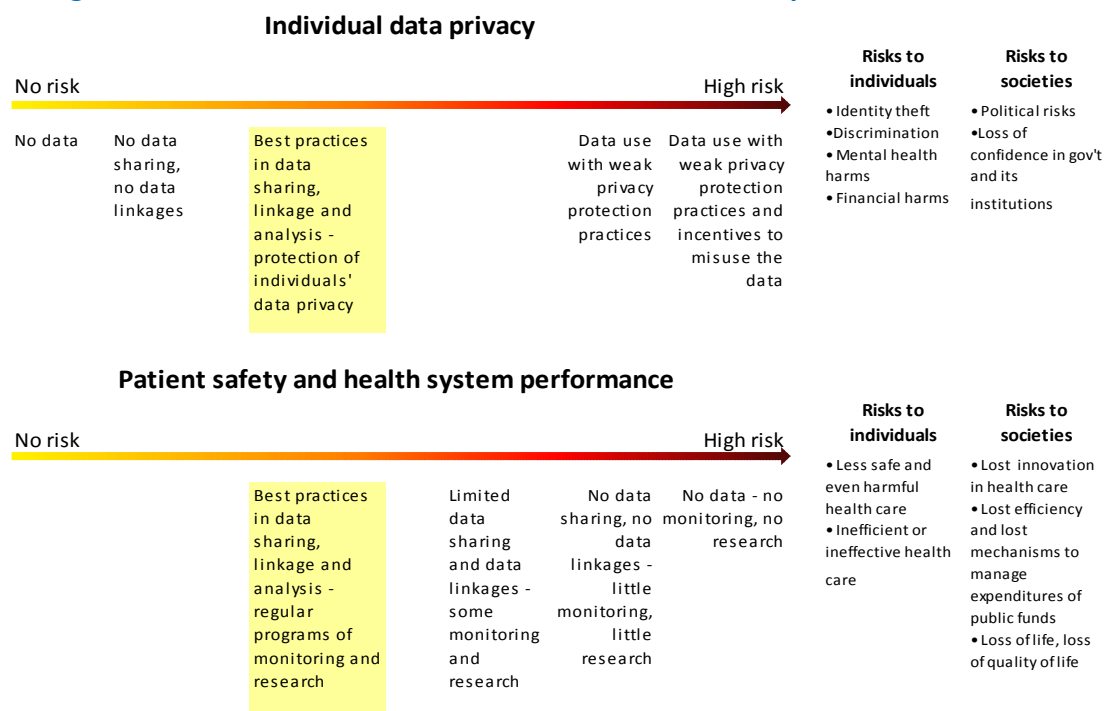 Individual data privacy
No risk
High risk
No data
No data
sharing,
no data
linkages
Best practices
in data
sharing,
linkage and
analysis -
protection of
individuals'
data privacy
Data use
with weak
privacy
protection
practices
Data use with
weak privacy
protection
practices and
incentives to
misuse the
data
Risks to
individuals
• Identity theft
•Discrimination
• Mental health
harms
• Financial harms
Risks to
societies
• Political risks
•Loss of
confidence in gov't
and its
institutions
Patient safety and health system performance
No risk
High risk
Best practices
in data
sharing,
linkage and
analysis -
regular
programs of
monitoring and
research
Limited
data
sharing
and data
linkages -
some
monitoring
and
research
No data
sharing, no
data
linkages -
little
monitoring,
little
research
No data - no
monitoring, no
research
Risks to
individuals
• Less safe and
even harmful
health care
• Inefficient or
ineffective health
care
Risks to
societies
• Lost innovation
in health care
• Lost efficiency
and lost
mechanisms to
manage
expenditures of
public funds
• Loss of life, loss
of quality of life